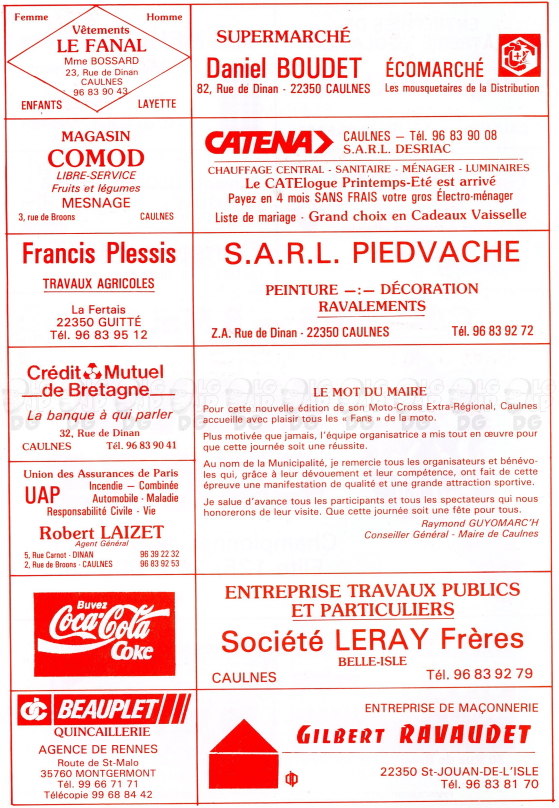 Femme Homme
Vêtements
LE FANAL
Mme BOSSARD
23, Rue de Dinan
CAULNES
96 83 90 43
ENFANTS LAYETTE
SUPERMARCHÉ
Daniel BOUDET ÉCOMARCHÉ
82, Rue de Dinan - 22350 CAULNES Les mousquetaires de la Distribution
MAGASIN
COMOD
LIBRE-SERVICE
Fruits et légumes
MESNAGE
3, rue de Broons CAULNES
CATENA CAULNES — Tél. 96 83 90 08
S.A.R.L. DESRIAC
CHAUFFAGE CENTRAL - SANITAIRE - MÉNAGER - LUMINAIRES
Le CATElogue Printemps-Eté est arrivé
Payez en 4 mois SANS FRAIS votre gros Électro-ménager
Liste de mariage - Grand choix en Cadeaux Vaisselle
Francis Plessis
TRAVAUX AGRICOLES
La Fertais
22350 GUITTÉ
Tél. 96 83 95 12
S.A.R.L. PIEDVACHE
PEINTURE —:— DÉCORATION
RAVALEMENTS
Z.A. Rue de Dinan - 22350 CAULNES Tél. 96 83 92 72
Crédit Mutuel
de Bretagne
La banque à qui parler
32, Rue de Dinan
CAULNES Tél. 96 83 90 41
LE MOT DU MAIRE
Pour cette nouvelle édition de son Moto-Cross Extra-Régional, Caulnes
accueille avec plaisir tous les « Fans » de la moto.
Plus motivée que jamais, l'équipe organisatrice a mis tout en œuvre pour
que cette journée soit une réussite.
Au nom de la Municipalité, je remercie tous les organisateurs et bénévo-
les qui, grâce à leur dévouement et leur compétence, ont fait de cette
épreuve une manifestation de qualité et une grande attraction sportive.
Je salue d'avance tous les participants et tous les spectateurs qui nous
honorerons de leur visite. Que cette journée soit une fête pour tous.
Raymond GUYOMARC'H
Conseiller Général - Maire de Caulnes
Union des Assurances de Paris
UAP Incendie — Combinée
Automobile - Maladie
Responsabilité Civile - Vie
Robert LAIZET
Agent Général
5, Rue Carnot - DINAN 96 39 22 32
2, Rue de Broons - CAULNES 96 83 92 53
Buvez
Coca-Cola
Coke
ENTREPRISE TRAVAUX PUBLICS
ET PARTICULIERS
Société LERAY Frères
BELLE-ISLE
CAULNES Tél. 96 83 92 79
BEAUPLET
QUINCAILLERIE
AGENCE DE RENNES
Route de St-Malo
35760 MONTGERMONT
Tél. 99 66 71 71
Télécopie 99 68 84 42
ENTREPRISE DE MAÇONNERIE
GILBERT RAVAUDET
22350 St-JOUAN-DE-L'ISLE
Tél. 96 83 81 70